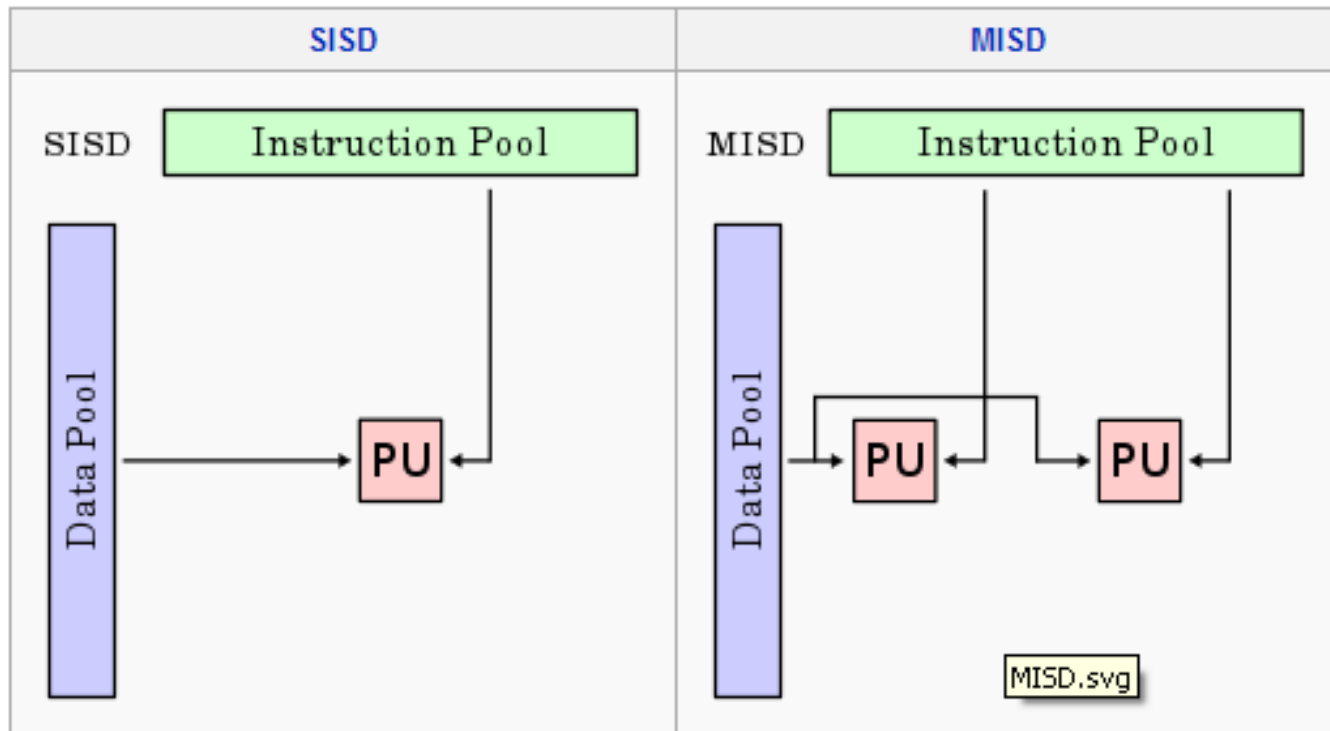 SISD
MISD
SISD
Instruction Pool
MISD
Instruction Pool
Data Pool
PU
Data Pool
PU
PU
MISD.svg